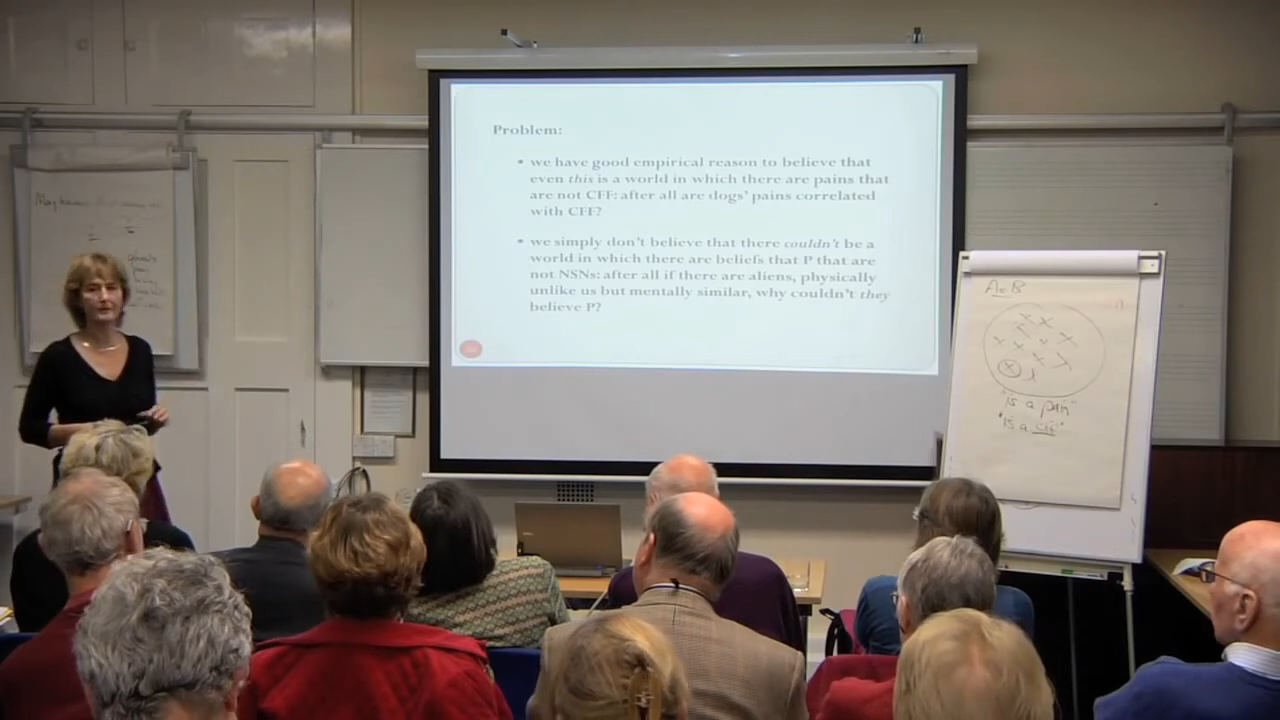 Problem:
• we have good empirical reason to believe that
even this is a world in which there are pains that
are not CFF: after all are dogs' pains correlated
with CFF?
• we simply don't believe that there couldn't be a
world in which there are beliefs that P that are
not NSNs: after all if there are aliens, physically
unlike us but mentally similar, why couldn't they
believe P?
A=B
"is a pain"
"is a CFF"